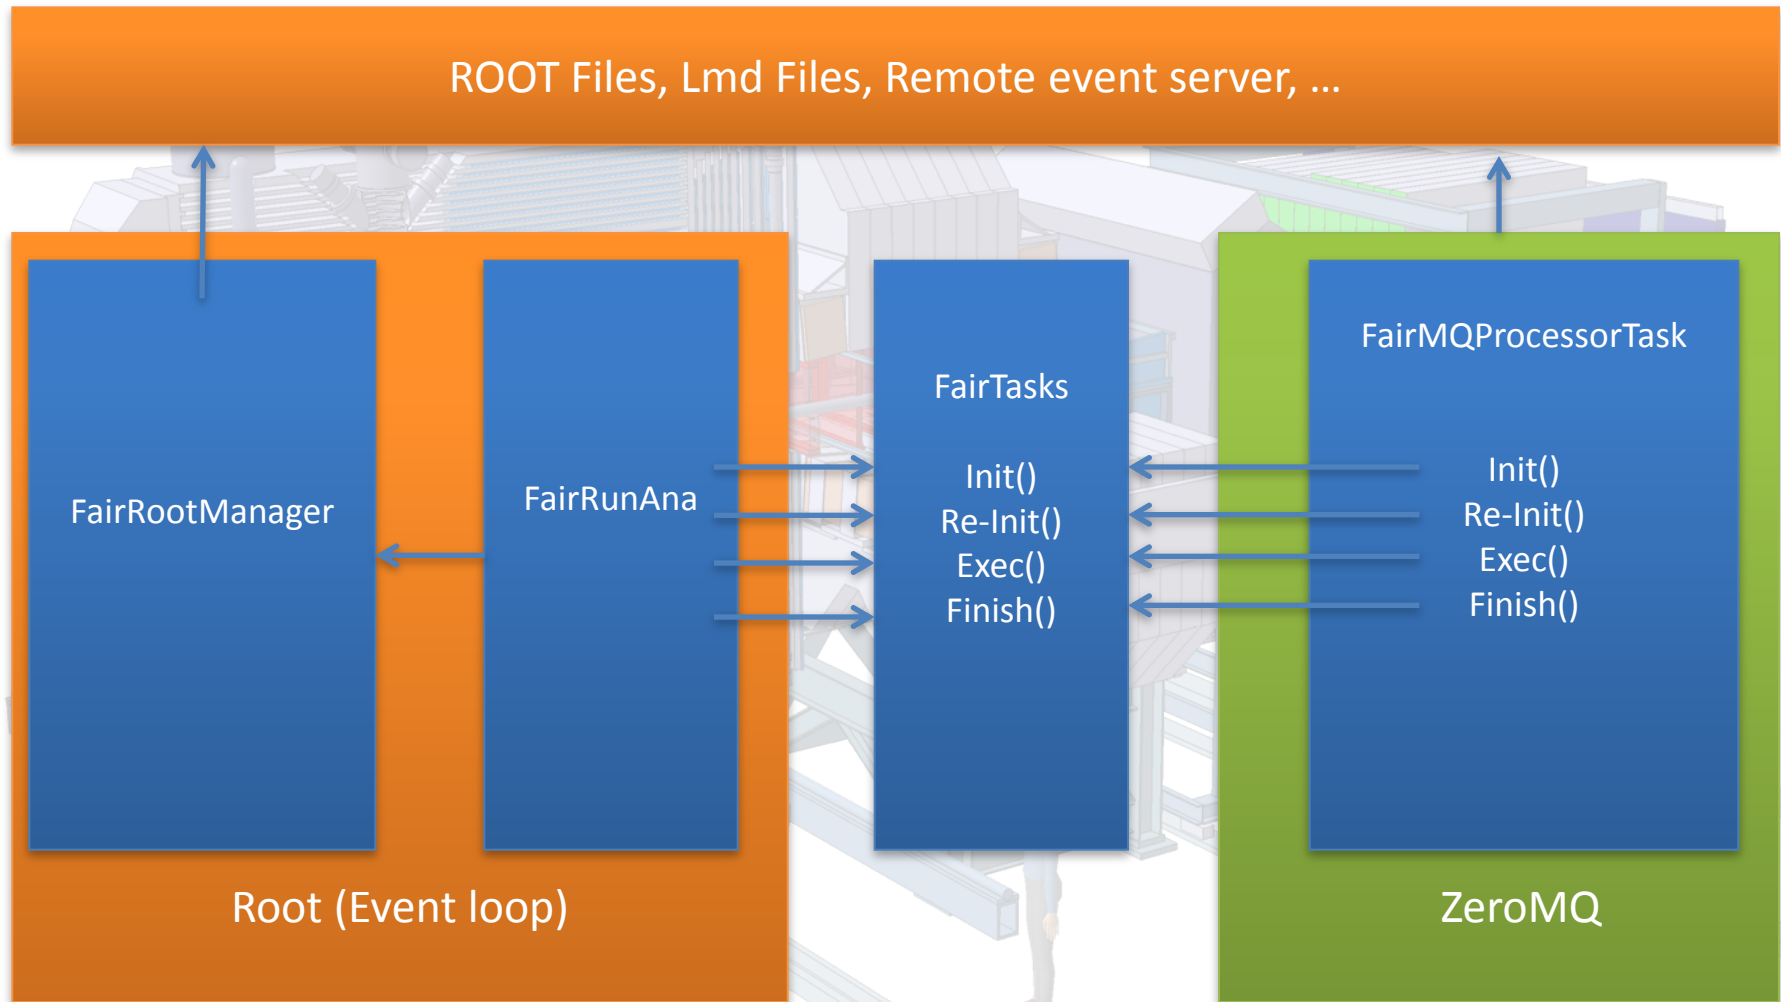 ROOT Files, Lmd Files, Remote event server, ...
FairRootManager
FairRunAna
FairTasks
Init()
Re-Init()
Exec()
Finish()
FairMQProcessorTask
Init()
Re-Init()
Exec()
Finish()
Root (Event loop)
ZeroMQ